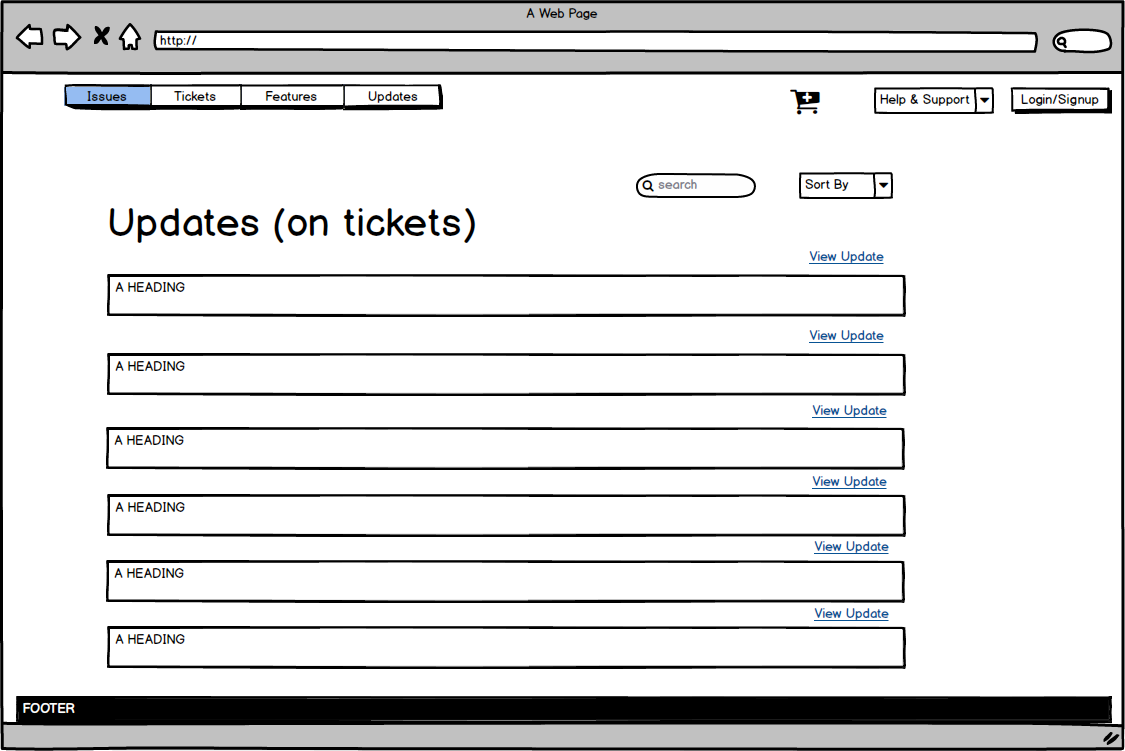 A Web Page
http://
Issues Tickets Features Updates Help & Support Login/Signup
search Sort By
Updates (on tickets)
View Update
A HEADING
View Update
A HEADING
View Update
A HEADING
View Update
A HEADING
View Update
A HEADING
View Update
A HEADING
FOOTER